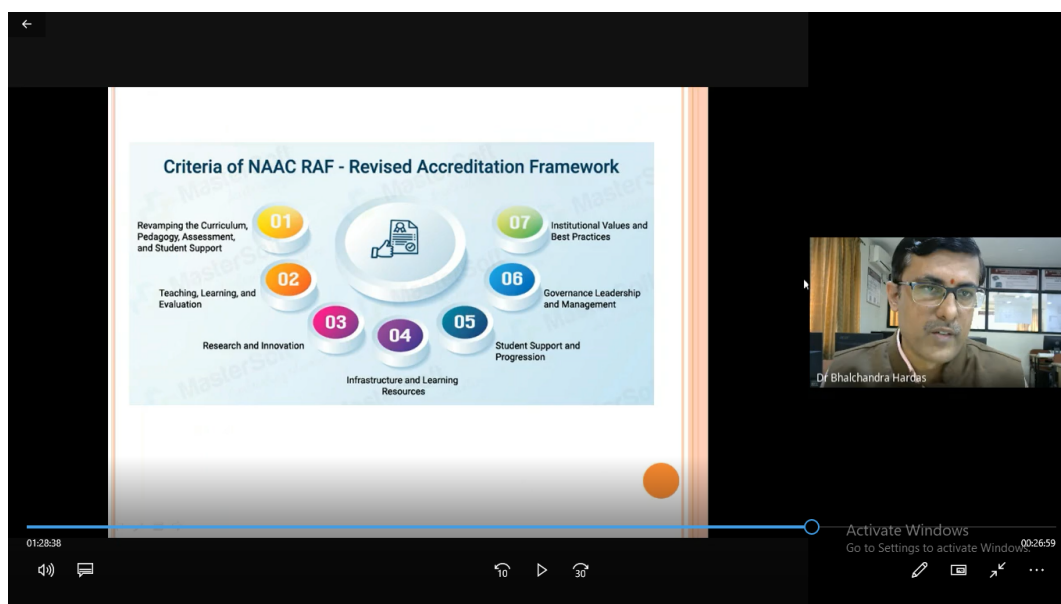 Criteria of NAAC RAF - Revised Accreditation Framework
01
Revamping the Curriculum,
Pedagogy, Assessment,
and Student Support
02
Teaching, Learning, and
Evaluation
03
Research and Innovation
04
Infrastructure and Learning
Resources
05
Student Support and
Progression
06
Governance Leadership
and Management
07
Institutional Values and
Best Practices
Dr Bhalchandra Hardas
Activate Windows
Go to Settings to activate Windows.
01:28:38
00:26:59
10
30
MasterSoft